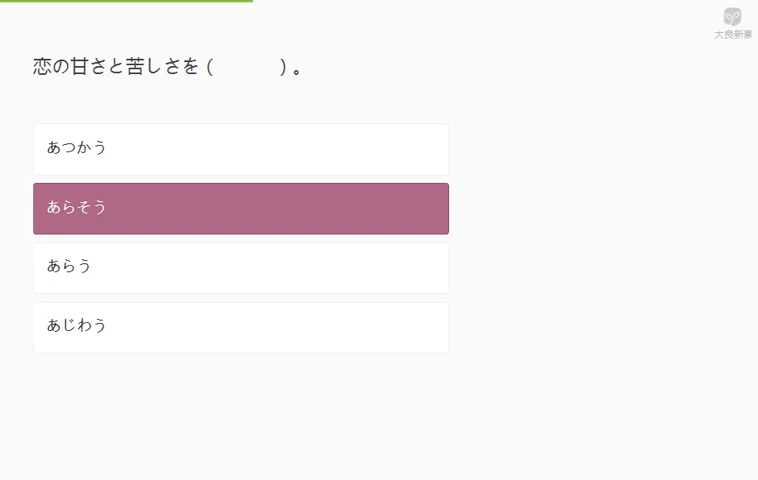 大良新素
恋の甘さと苦しさを (　　　) 。
あつかう
あらそう
あらう
あじわう